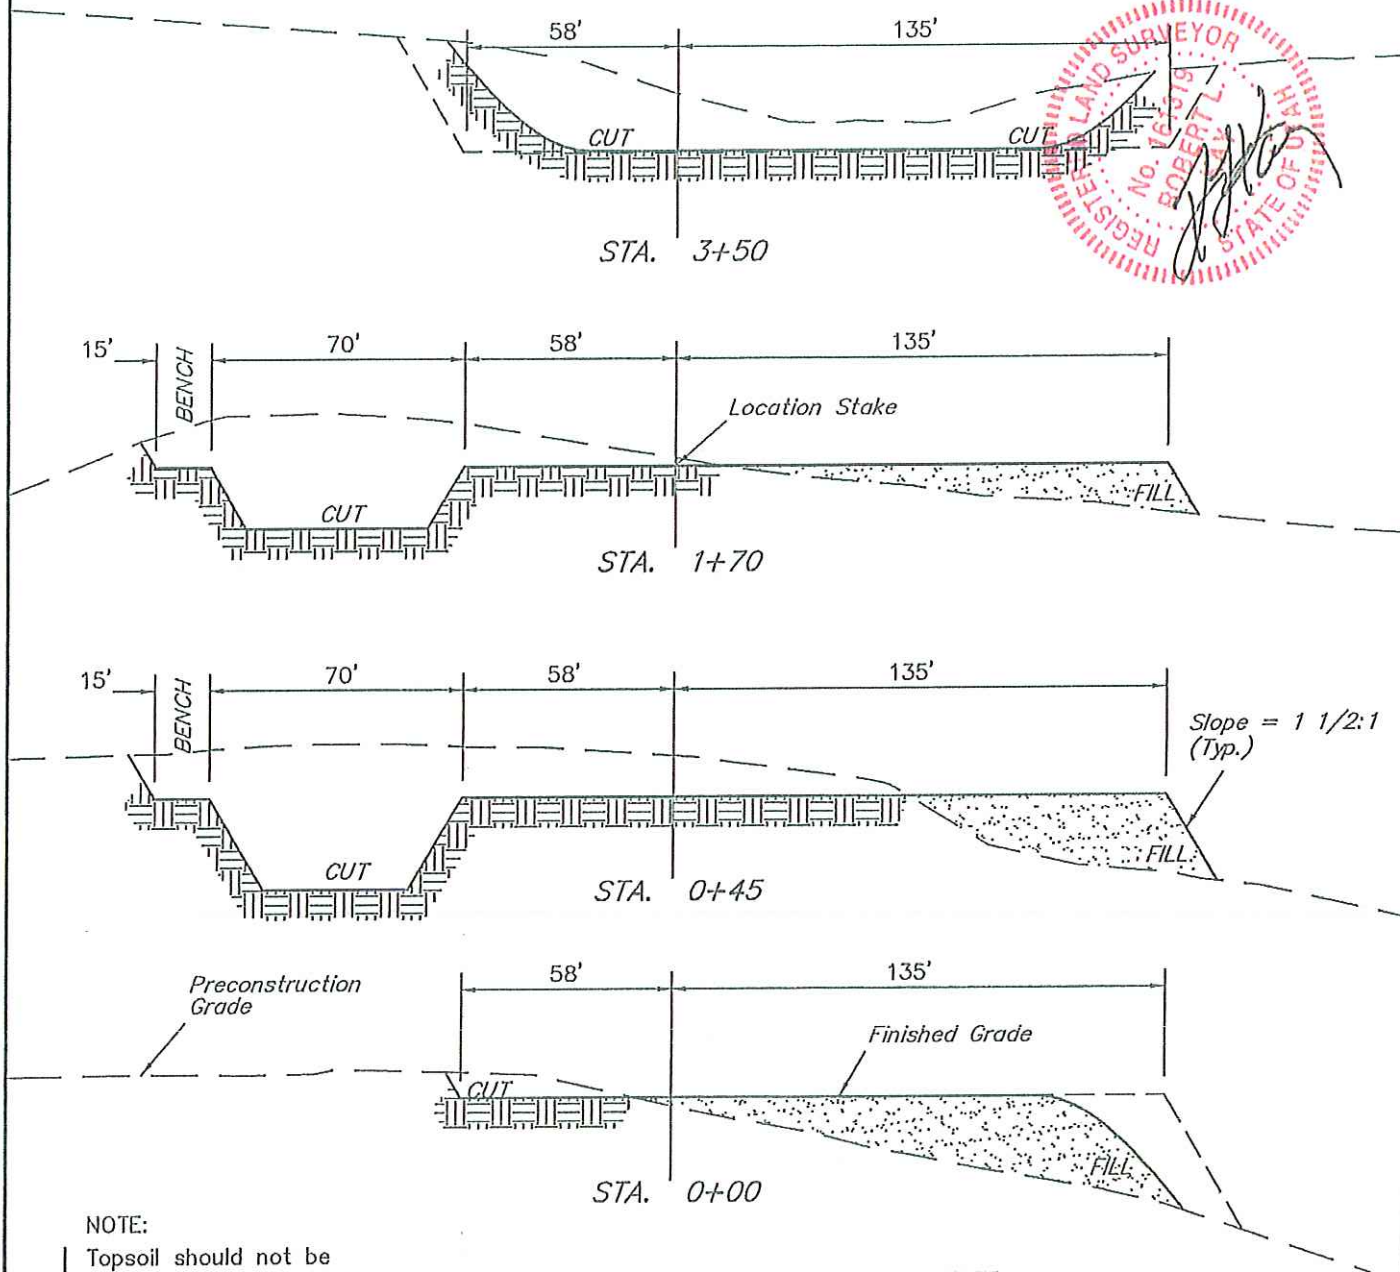 58' 135'
CUT CUT
STA. 3+50
REGISTERED LAND SURVEYOR
No. 161319
ROBERT L.
KAY
STATE OF UTAH
15' BENCH 70' 58' 135'
Location Stake
CUT FILL
STA. 1+70
15' BENCH 70' 58' 135'
Slope = 1 1/2:1
(Typ.)
CUT FILL
STA. 0+45
58' 135'
Preconstruction
Grade
Finished Grade
CUT
FILL
STA. 0+00
NOTE:
Topsoil should not be